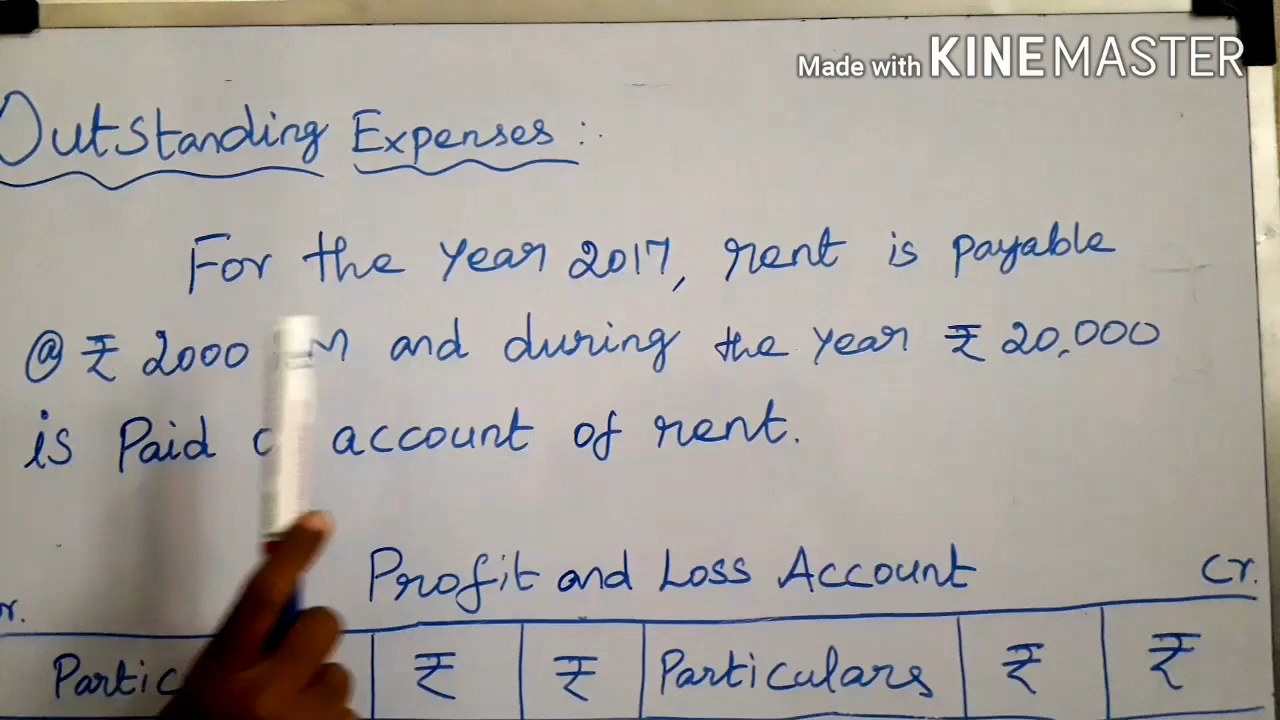 Made with KINEMASTER
Outstanding Expenses :
For the Year 2017, rent is payable
@ ₹ 2000 M and during the year ₹ 20,000
is Paid account of rent.
Profit and Loss Account
Cr.
₹ ₹ Particulars ₹ ₹